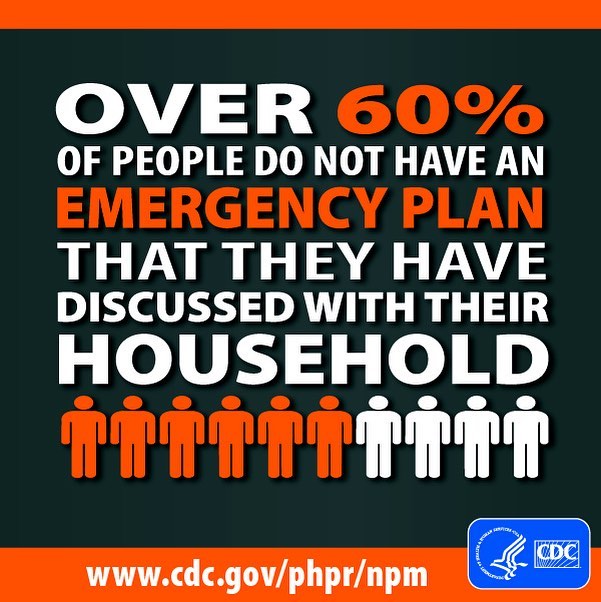 OVER 60%
OF PEOPLE DO NOT HAVE AN
EMERGENCY PLAN
THAT THEY HAVE
DISCUSSED WITH THEIR
HOUSEHOLD
CDC
www.cdc.gov/phpr/npm